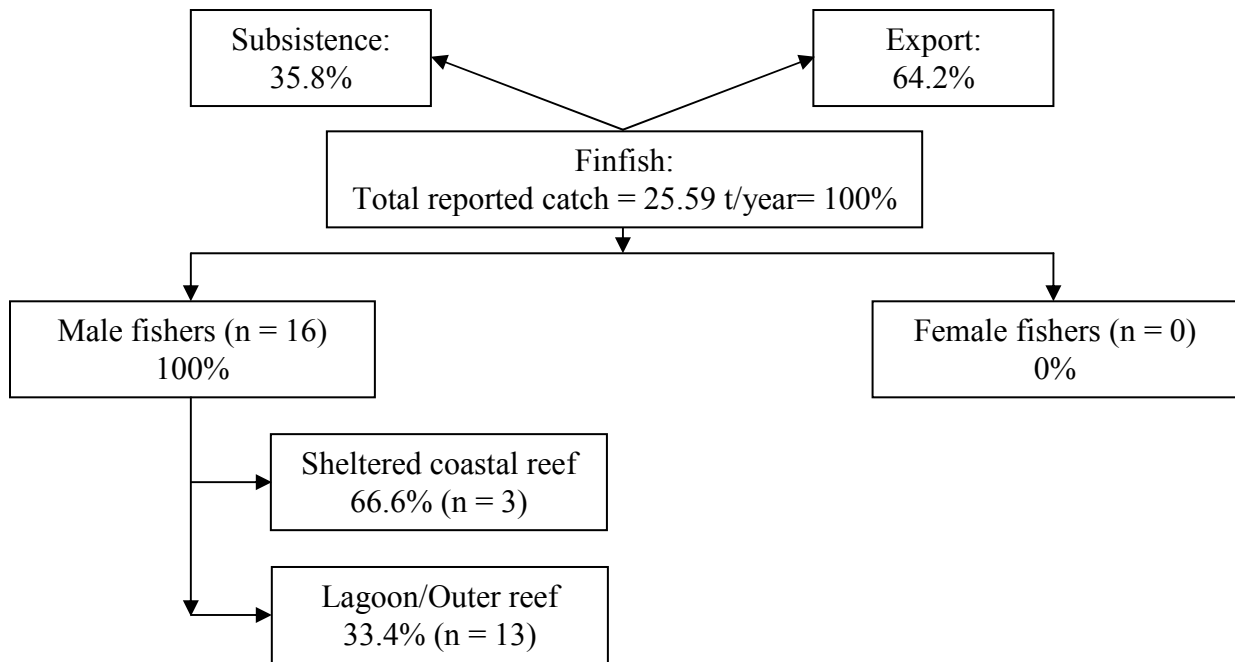 Subsistence:
35.8%
Export:
64.2%
Finfish:
Total reported catch = 25.59 t/year= 100%
Male fishers (n = 16)
100%
Female fishers (n = 0)
0%
Sheltered coastal reef
66.6% (n = 3)
Lagoon/Outer reef
33.4% (n = 13)